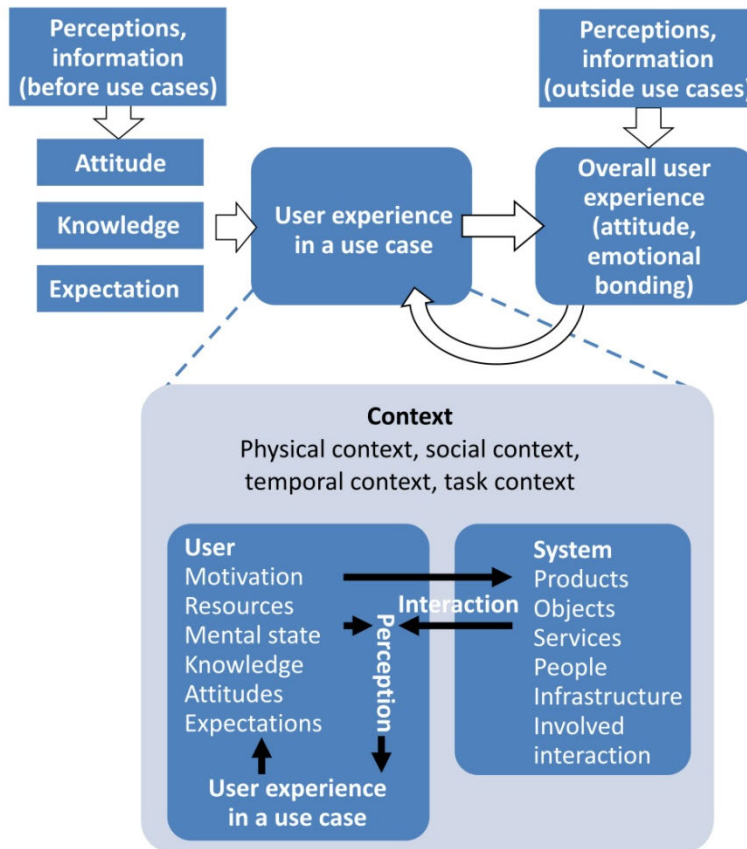 Perceptions,
information
(before use cases)
Perceptions,
information
(outside use cases)
Attitude
Knowledge
Expectation
User experience
in a use case
Overall user
experience
(attitude,
emotional
bonding)
Context
Physical context, social context,
temporal context, task context
User
Motivation
Resources
Mental state
Knowledge
Attitudes
Expectations
Perception
User experience
in a use case
Interaction
System
Products
Objects
Services
People
Infrastructure
Involved
interaction